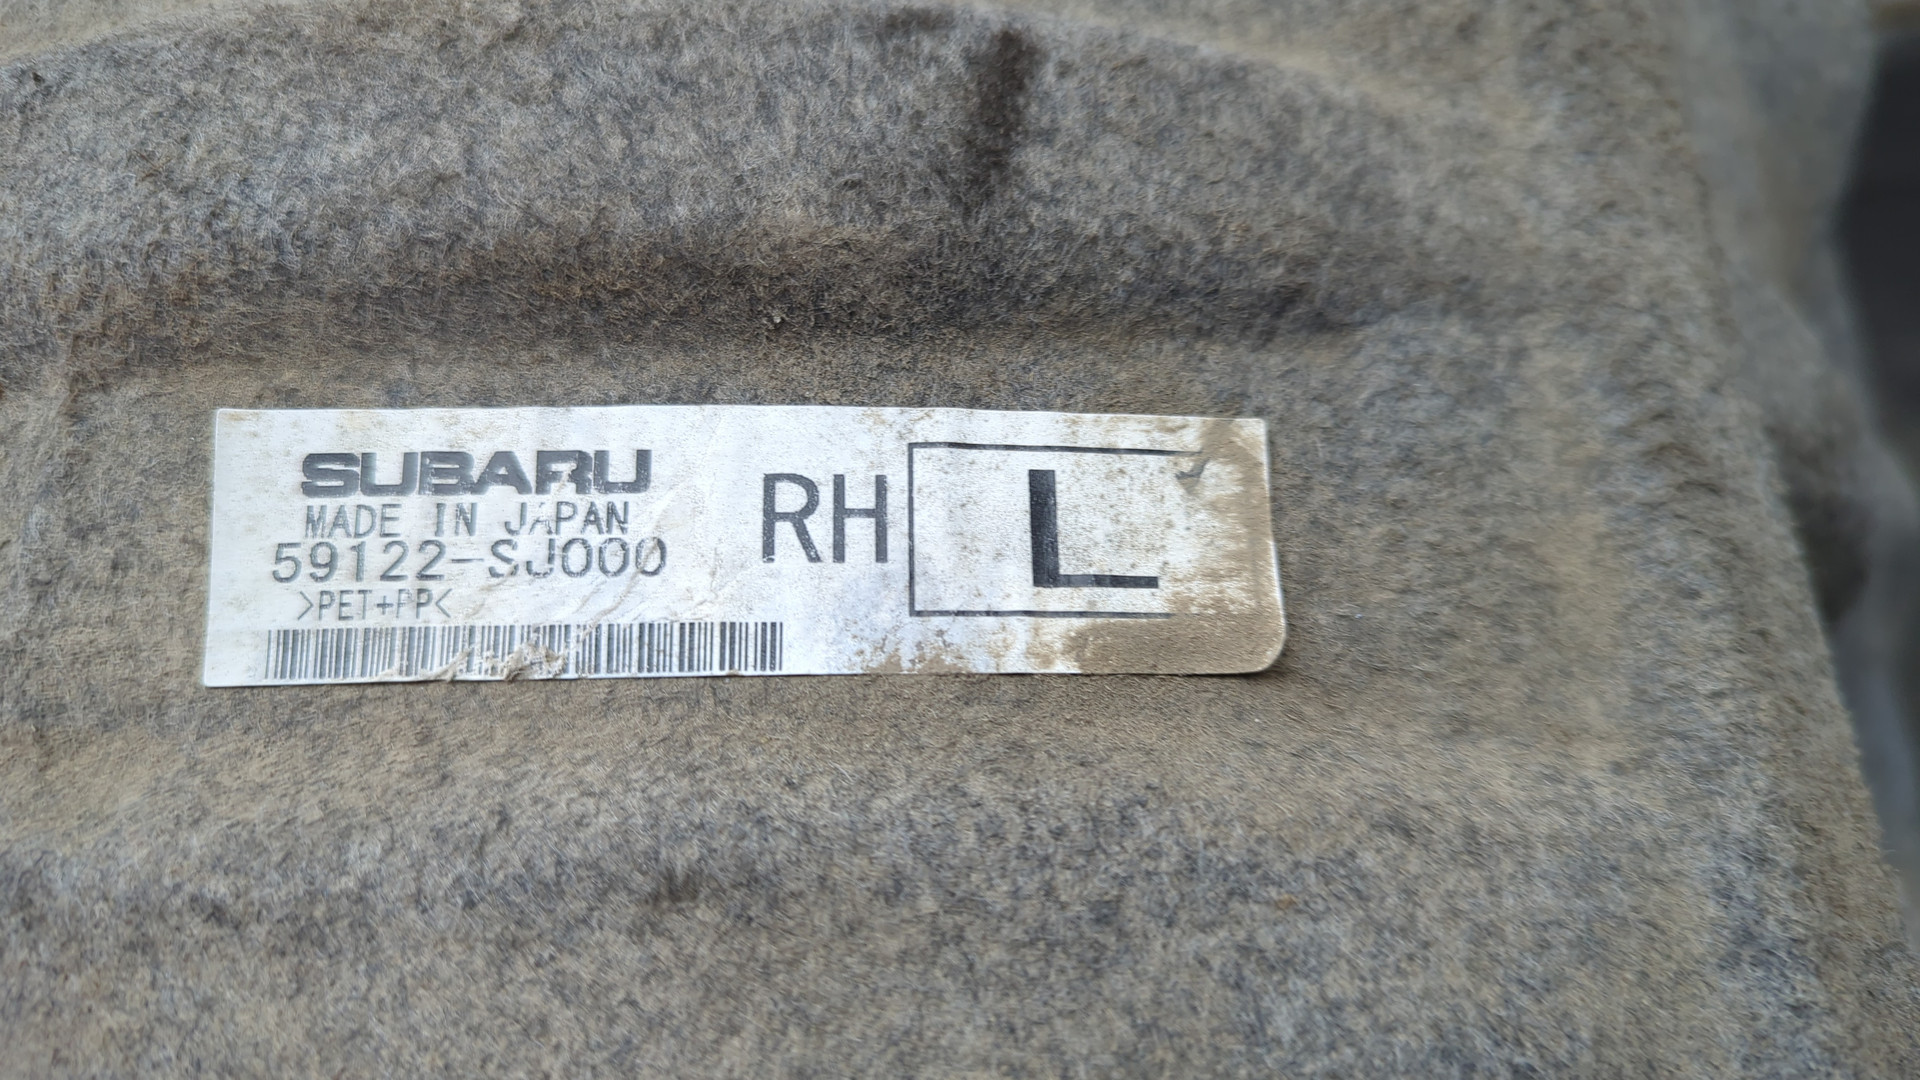 SUBARU
MADE IN JAPAN
59122-SJ000
>PET+PP<
RH
L